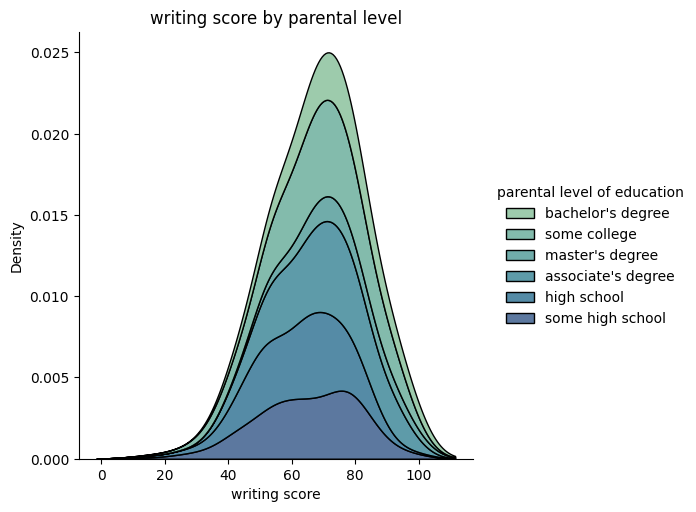 writing score by parental level
0.025
0.020
0.015
0.010
0.005
0.000
Density
0 20 40 60 80 100
writing score
parental level of education
bachelor's degree
some college
master's degree
associate's degree
high school
some high school